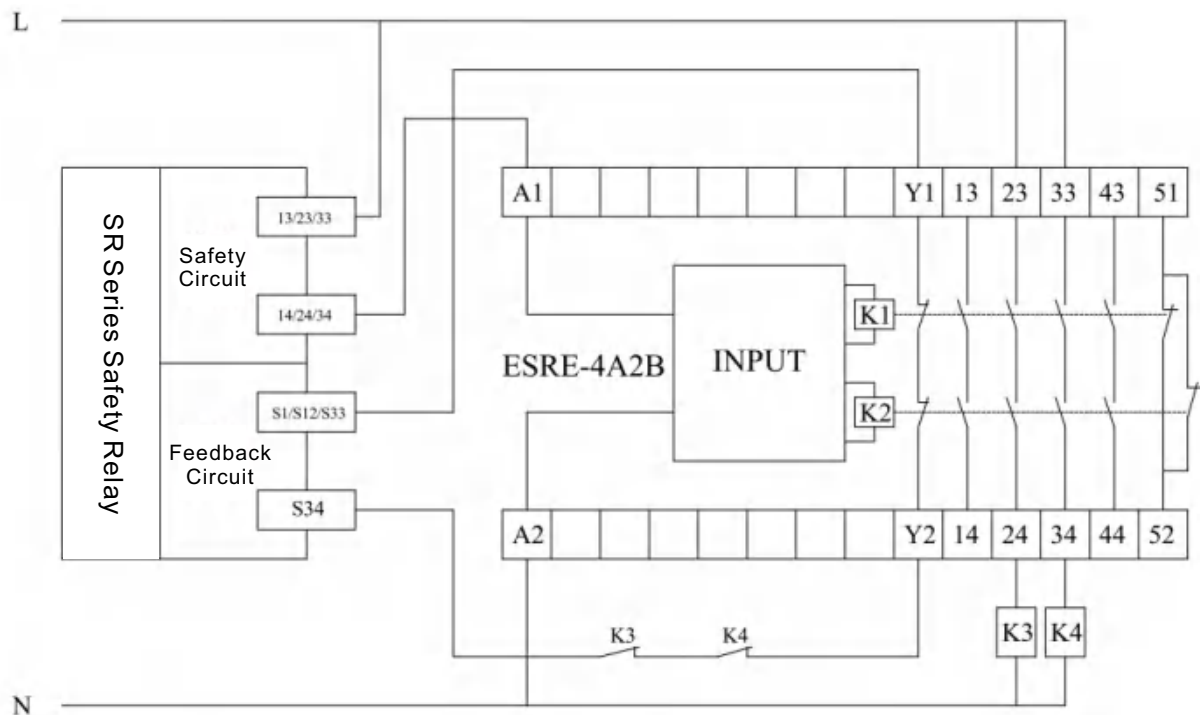 L
A1 Y1 13 23 33 43 51
SR Series Safety Relay
13/23/33
Safety
Circuit
14/24/34
K1
INPUT
ESRE-4A2B
K2
S1/S12/S33
Feedback
Circuit
S34
A2 Y2 14 24 34 44 52
K3 K4
K3 K4
N